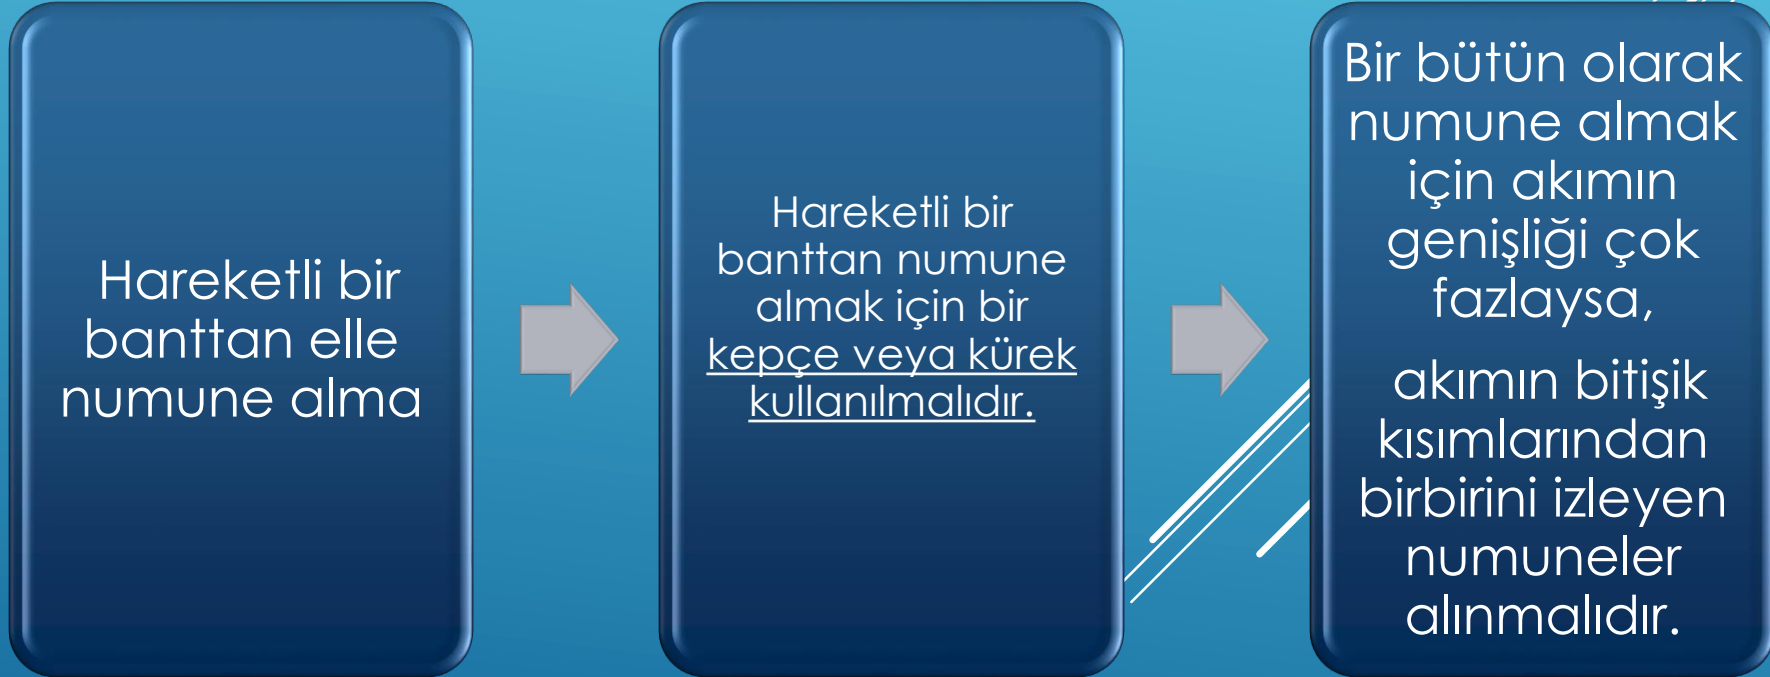 Hareketli bir
banttan elle
numune alma
Hareketli bir
banttan numune
almak için bir
kepçe veya kürek
kullanılmalıdır.
Bir bütün olarak
numune almak
için akımın
genişliği çok
fazlaysa,
akımın bitişik
kısımlarından
birbirini izleyen
numuneler
alınmalıdır.